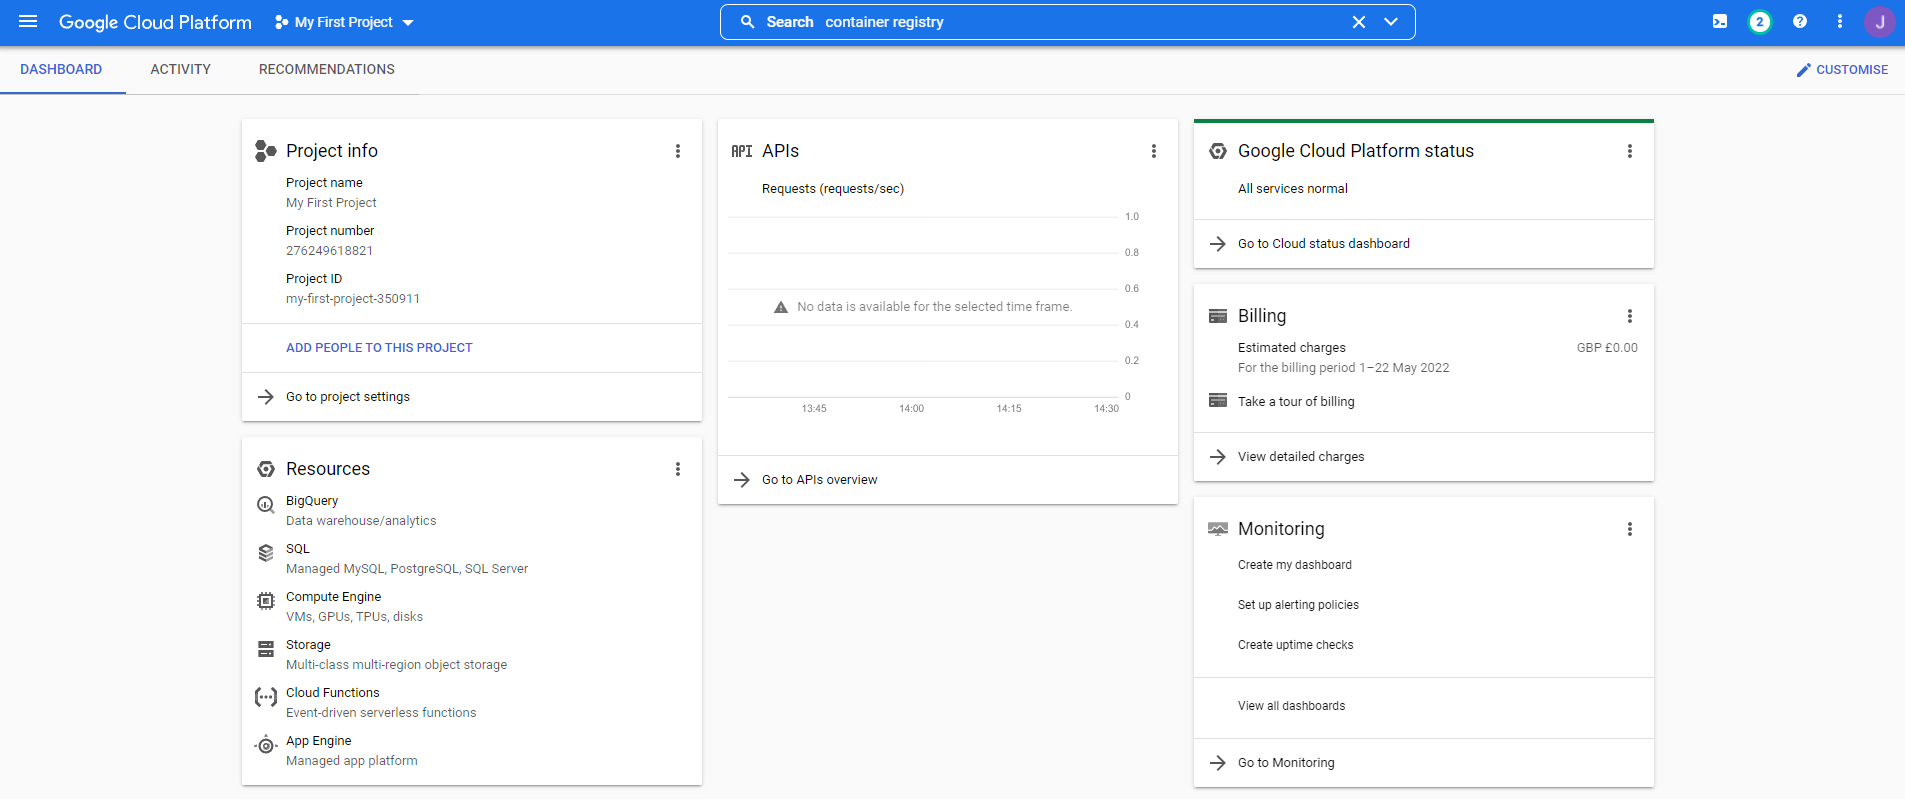 Google Cloud Platform
My First Project
Search container registry
2
J
DASHBOARD
ACTIVITY
RECOMMENDATIONS
CUSTOMISE
Project info
Project name
My First Project
Project number
276249618821
Project ID
my-first-project-350911
ADD PEOPLE TO THIS PROJECT
Go to project settings
Resources
BigQuery
Data warehouse/analytics
SQL
Managed MySQL, PostgreSQL, SQL Server
Compute Engine
VMs, GPUs, TPUs, disks
Storage
Multi-class multi-region object storage
Cloud Functions
Event-driven serverless functions
App Engine
Managed app platform
API APIs
Requests (requests/sec)
1.0
0.8
0.6
No data is available for the selected time frame.
0.4
0.2
0
13:45 14:00 14:15 14:30
Go to APIs overview
Google Cloud Platform status
All services normal
Go to Cloud status dashboard
Billing
Estimated charges GBP £0.00
For the billing period 1–22 May 2022
Take a tour of billing
View detailed charges
Monitoring
Create my dashboard
Set up alerting policies
Create uptime checks
View all dashboards
Go to Monitoring